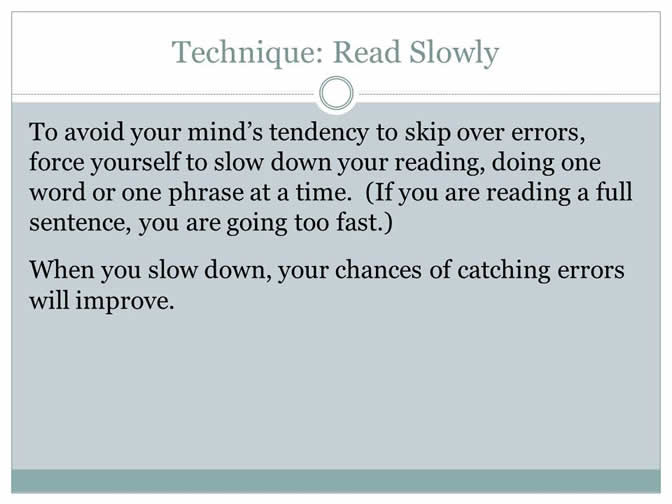 Technique: Read Slowly
To avoid your mind’s tendency to skip over errors,
force yourself to slow down your reading, doing one
word or one phrase at a time.  (If you are reading a full
sentence, you are going too fast.)
When you slow down, your chances of catching errors
will improve.